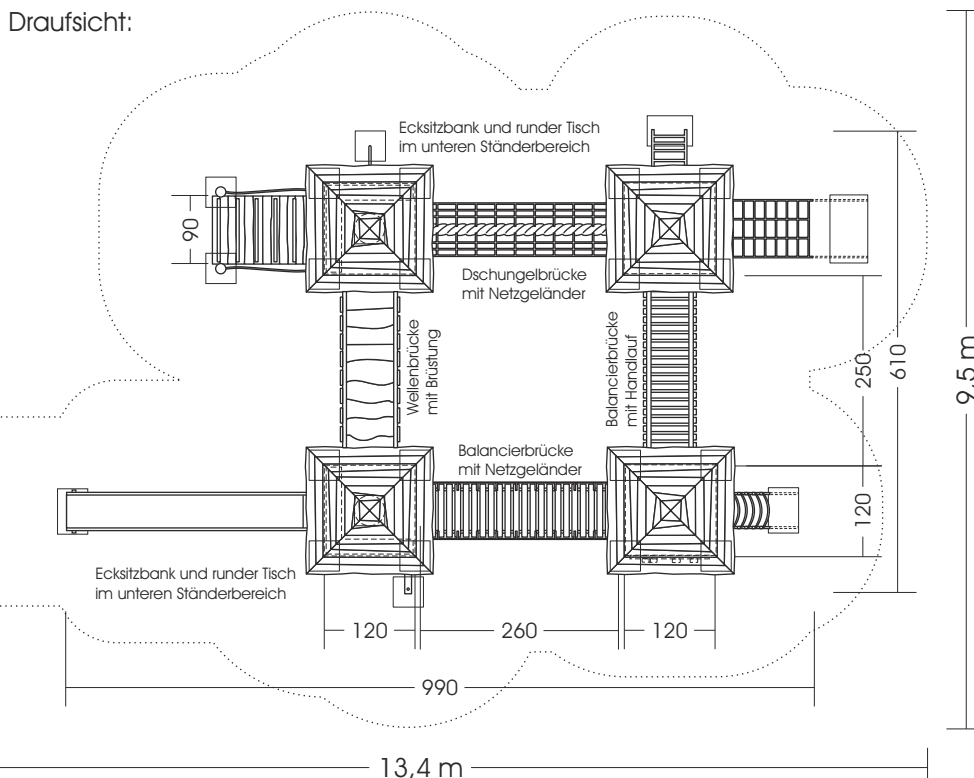 Draufsicht:
Ecksitzbank und runder Tisch
im unteren Ständerbereich
90
Dschungelbrücke
mit Netzgeländer
Wellenbrücke
mit Brüstung
Balancierbrücke
mit Handlauf
250
610
9,5 m
Balancierbrücke
mit Netzgeländer
120
Ecksitzbank und runder Tisch
im unteren Ständerbereich
120
260
120
990
13,4 m